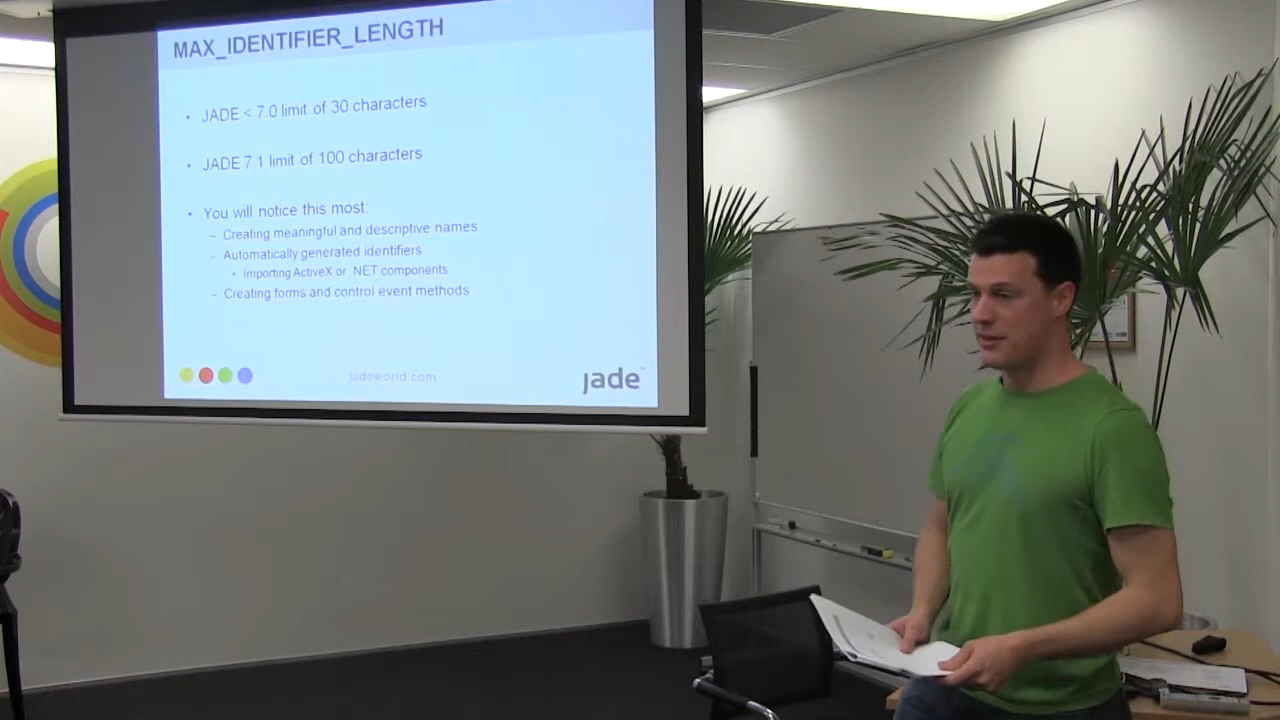 MAX_IDENTIFIER_LENGTH
• JADE < 7.0 limit of 30 characters
• JADE 7.1 limit of 100 characters
• You will notice this most:
– Creating meaningful and descriptive names
– Automatically generated identifiers
• Importing ActiveX or .NET components
– Creating forms and control event methods
jadeworld.com
jade™